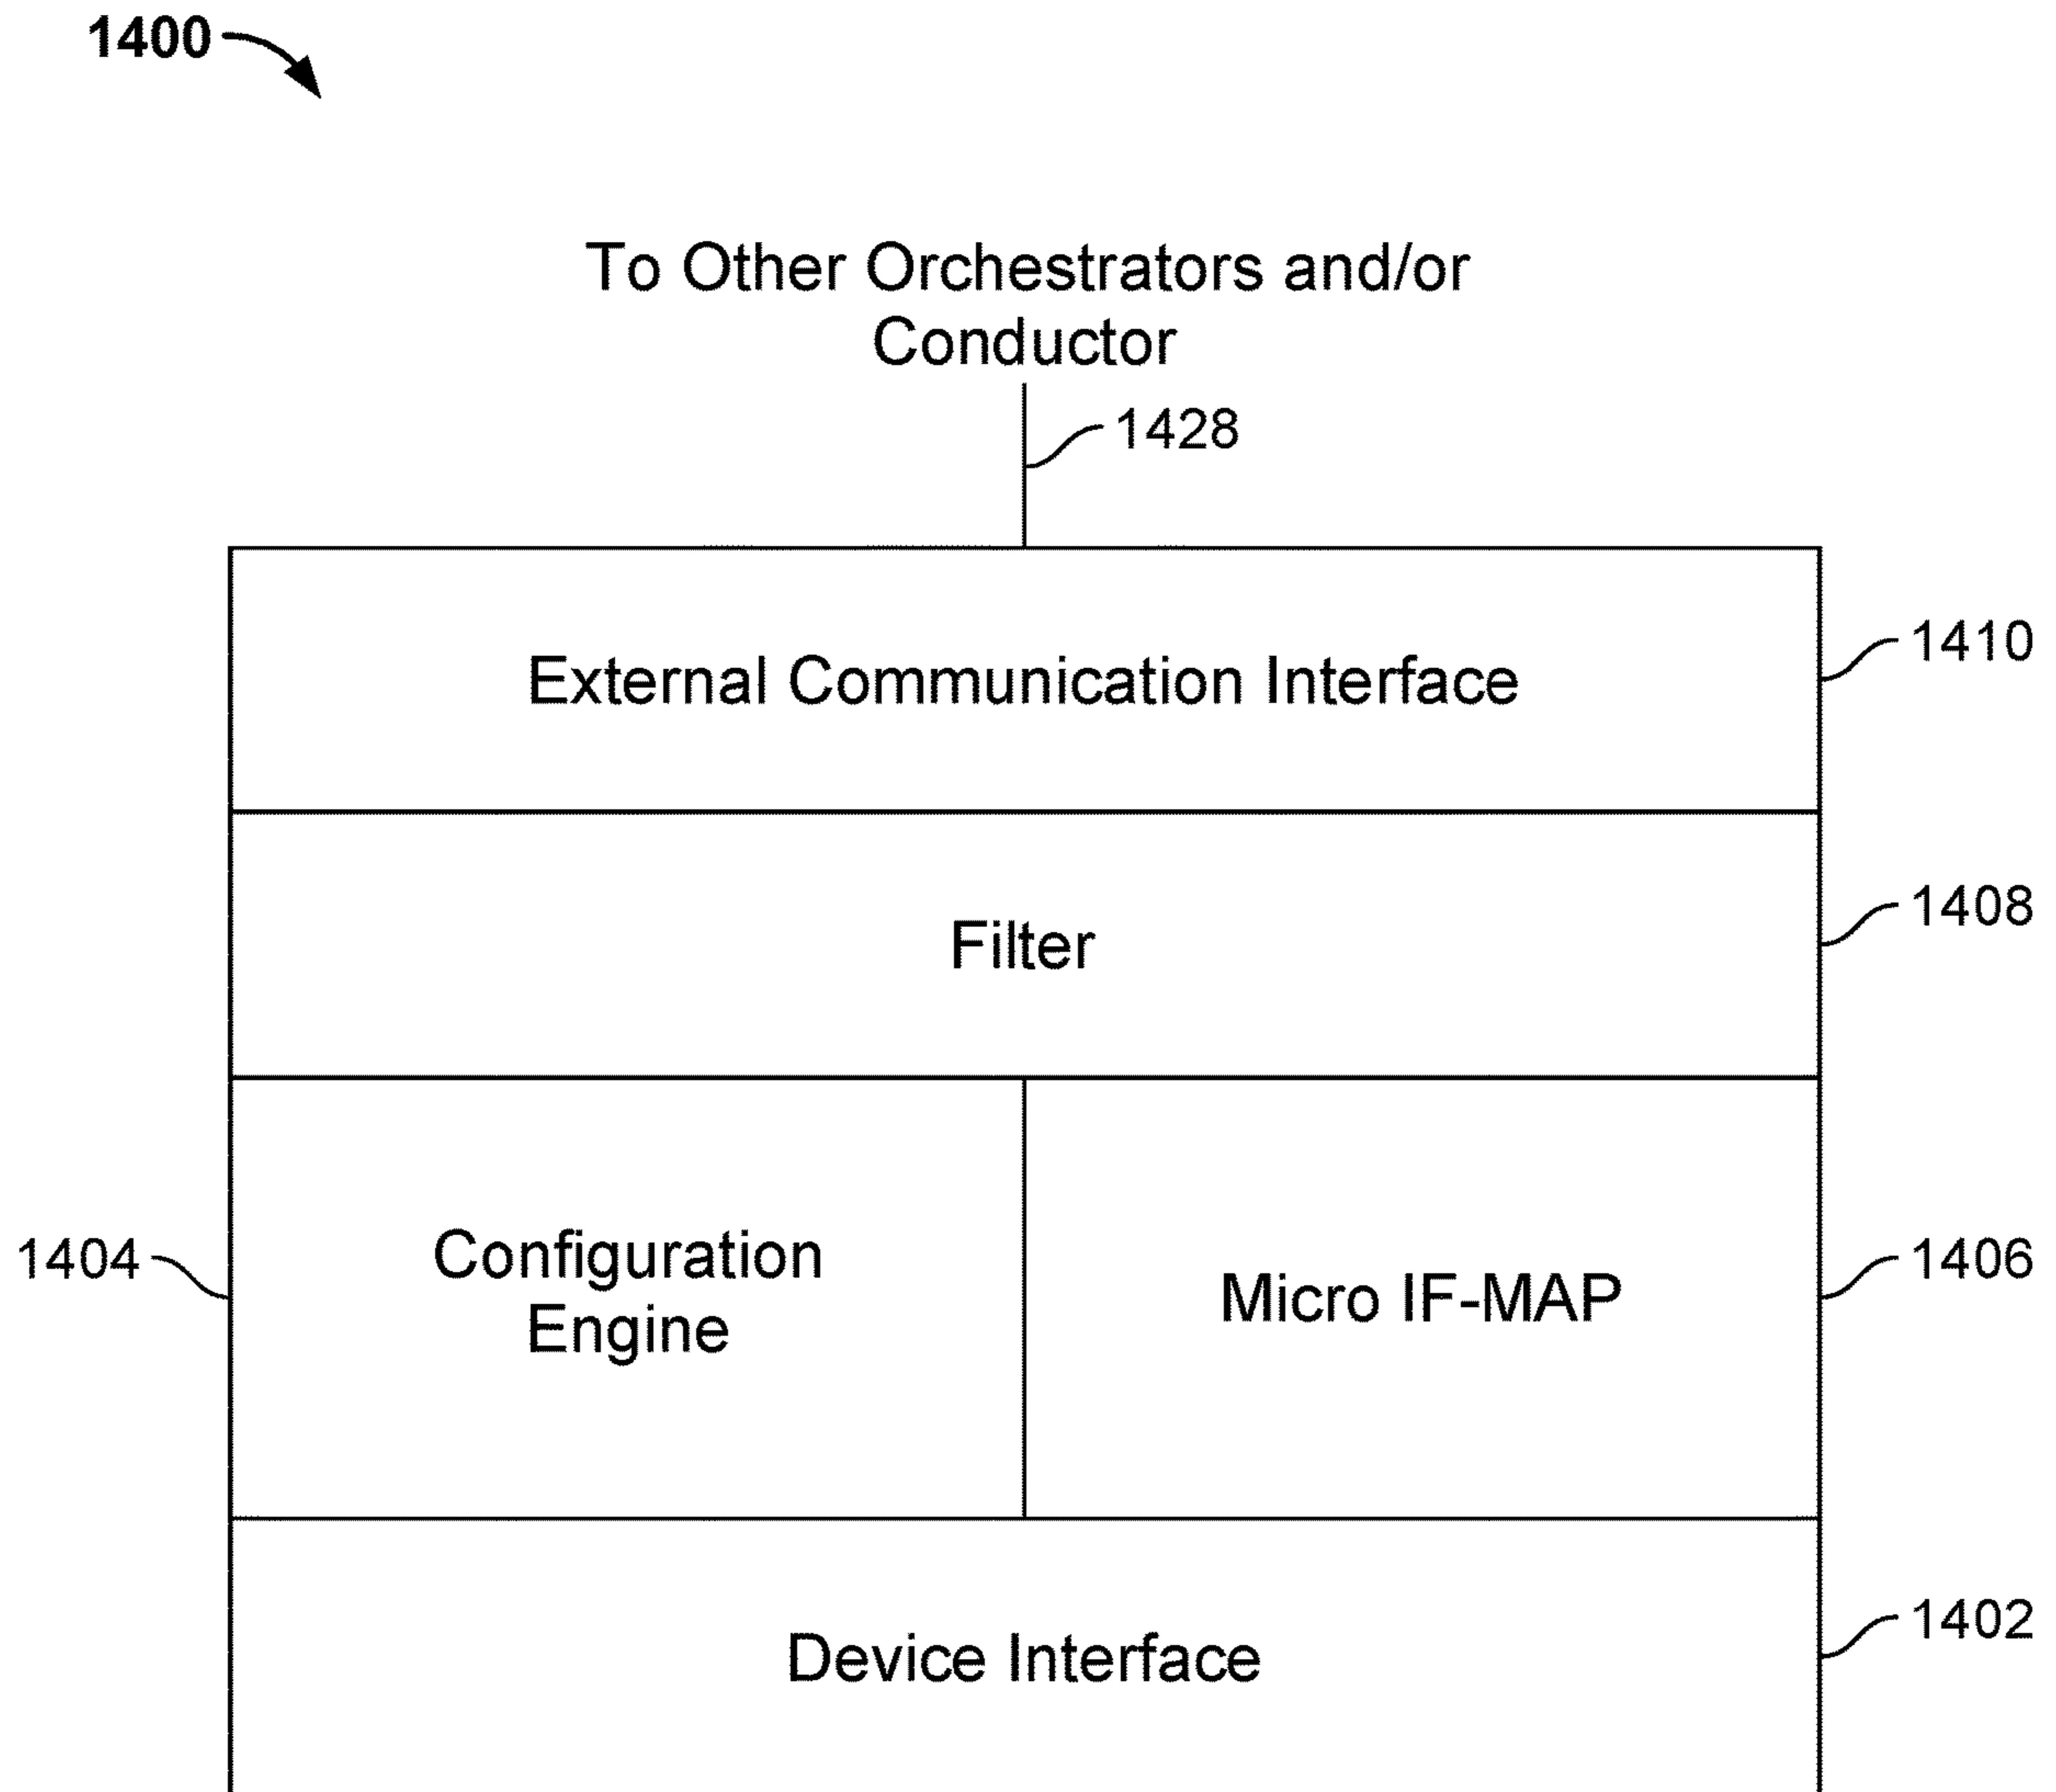 1400
To Other Orchestrators and/or
Conductor
1428
External Communication Interface
1410
Filter
1408
1404
Configuration
Engine
Micro IF-MAP
1406
Device Interface
1402